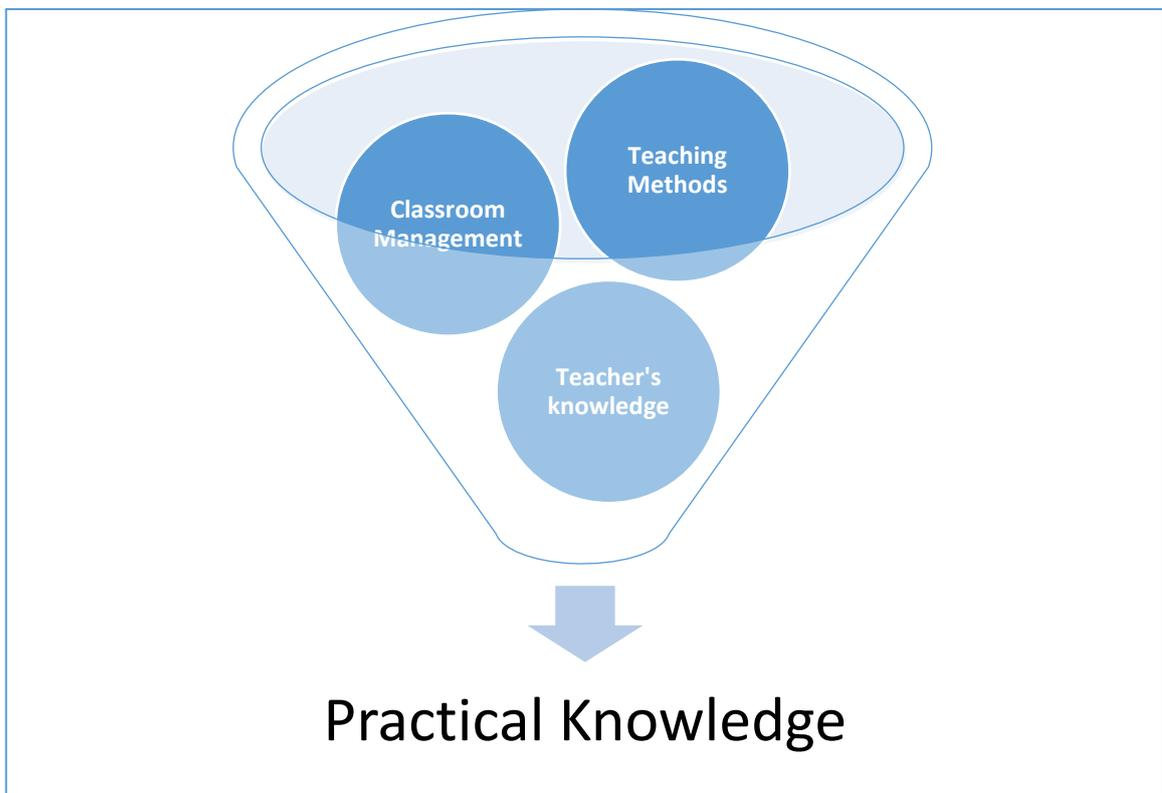 Teaching
Methods
Classroom
Management
Teacher's
knowledge
Practical Knowledge